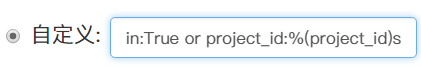 自定义: in:True or project_id:%(project_id)s